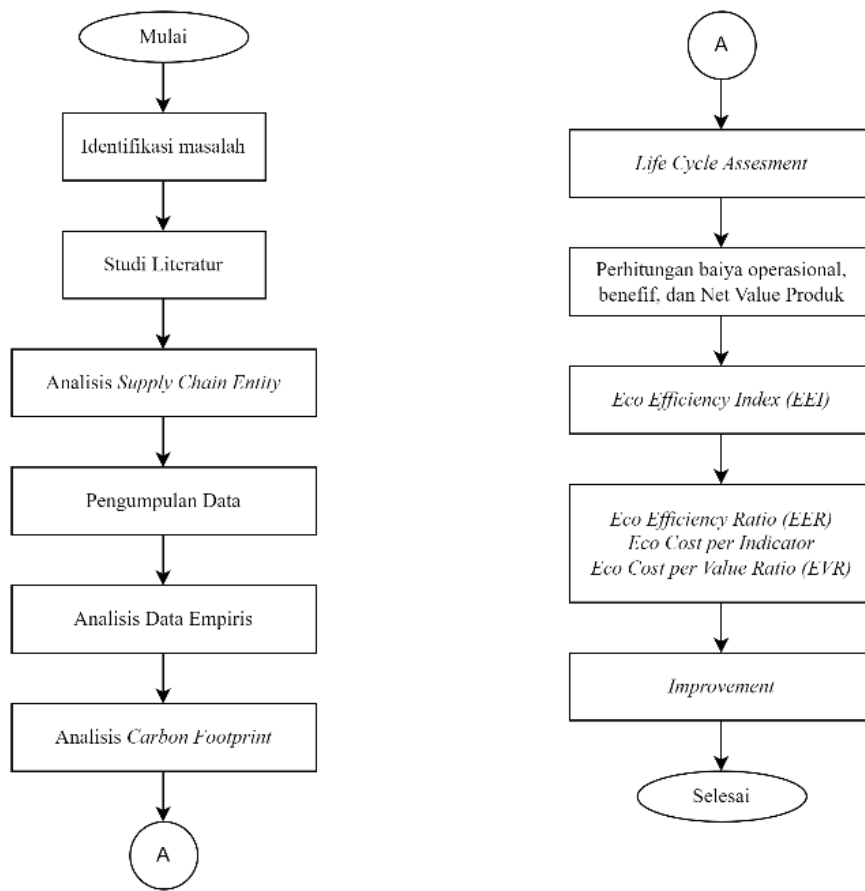 Mulai
Identifikasi masalah
Studi Literatur
Analisis Supply Chain Entity
Pengumpulan Data
Analisis Data Empiris
Analisis Carbon Footprint
A
A
Life Cycle Assesment
Perhitungan baiya operasional,
benefif, dan Net Value Produk
Eco Efficiency Index (EEI)
Eco Efficiency Ratio (EER)
Eco Cost per Indicator
Eco Cost per Value Ratio (EVR)
Improvement
Selesai